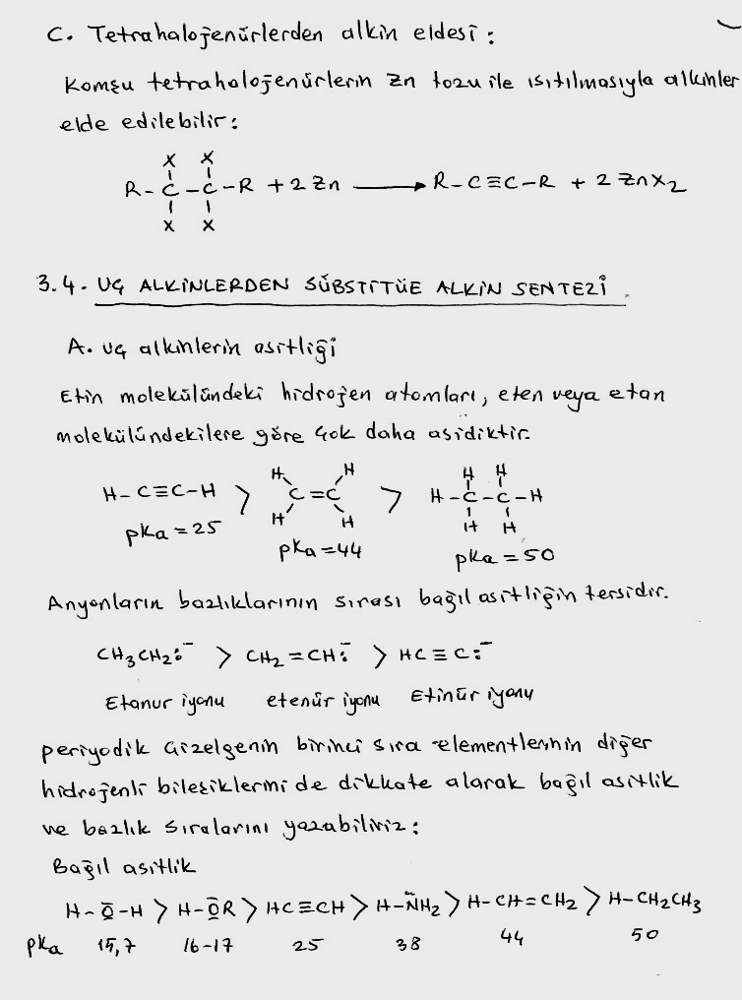 C. Tetrahalojenürlerden alkin eldesi :
Komşu tetrahalojenürlerin Zn tozu ile ısıtılmasıyla alkinler
elde edilebilir :
X X
R-C-C-R + 2 Zn → R-C≡C-R + 2 ZnX₂
X X
3.4. UÇ ALKİNLERDEN SÜBSTİTÜE ALKİN SENTEZİ.
A. Uç alkinlerin asitliği
Etin molekülündeki hidrojen atomları, eten veya etan
molekülündekilere göre çok daha asidiktir.
H H H H
H-C≡C-H > C=C > H-C-C-H
H H H H
pKa = 25 pKa = 44 pKa = 50
Anyonların bazlıklarının sırası bağıl asitliğin tersidir.
CH₃CH₂:⁻ > CH₂=CH:⁻ > HC≡C:⁻
Etanur iyonu etenür iyonu Etinür iyonu
periyodik çizelgenin birinci sıra elementlerinin diğer
hidrojenli bileşiklerini de dikkate alarak bağıl asitlik
ve bazlık sıralarını yazabiliriz :
Bağıl asitlik
H-Ö-H > H-ÖR > HC≡CH > H-N̈H₂ > H-CH=CH₂ > H-CH₂CH₃
pKa 15,7 16-17 25 38 44 50